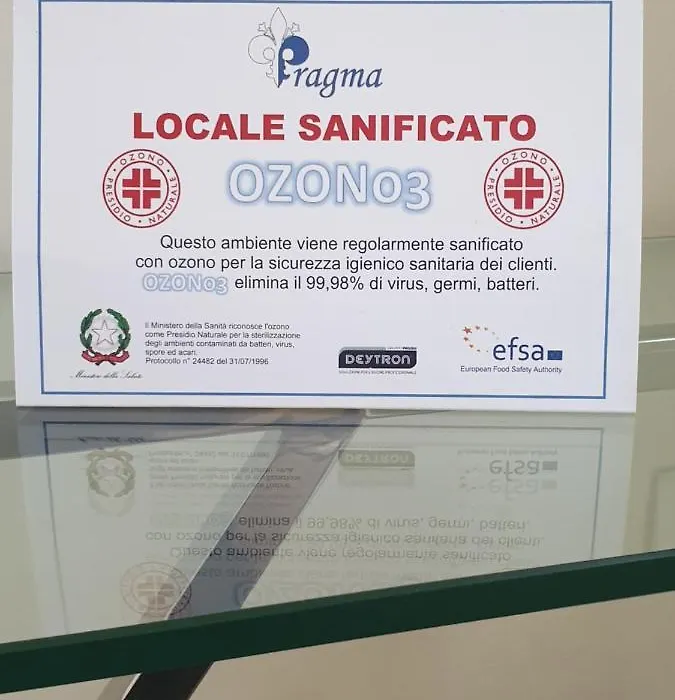 Pragma
LOCALE SANIFICATO
OZONO3
OZONO • PRESIDIO NATURALE •
OZONO • PRESIDIO NATURALE •
Questo ambiente viene regolarmente sanificato
con ozono per la sicurezza igienico sanitaria dei clienti.
OZONO3 elimina il 99,98% di virus, germi, batteri.
Il Ministero della Sanità riconosce l'ozono
come Presidio Naturale per la sterilizzazione
degli ambienti contaminati da batteri, virus,
spore ed acari.
Protocollo n° 24482 del 31/07/1996
Ministero della Salute
DEYTRON
efsa
European Food Safety Authority